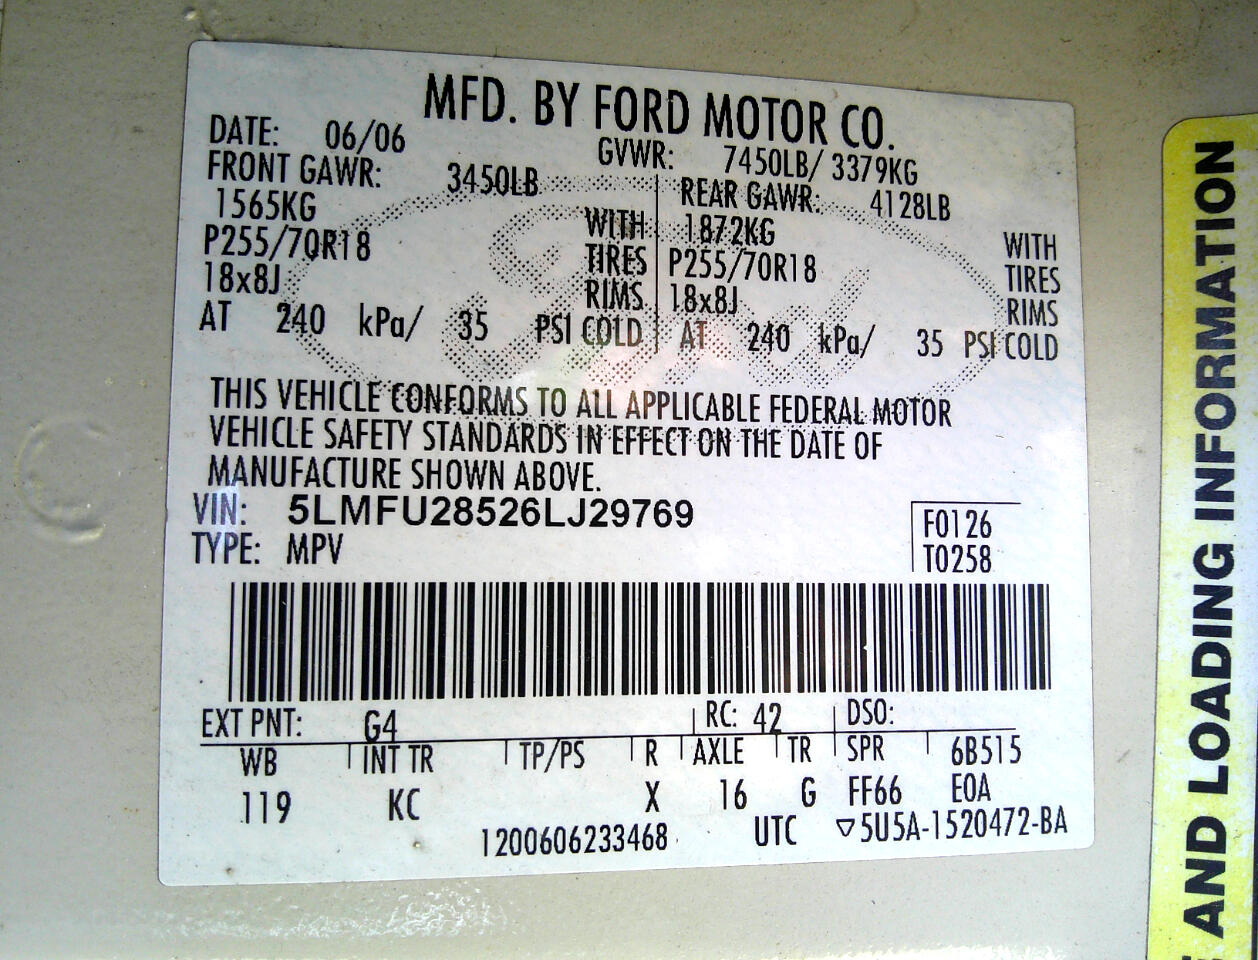 MFD. BY FORD MOTOR CO.
DATE: 06/06 GVWR: 7450LB/ 3379KG
FRONT GAWR: 3450LB REAR GAWR: 4128LB
1565KG WITH 1872KG WITH
P255/70R18 TIRES P255/70R18 TIRES
18x8J RIMS 18x8J RIMS
AT 240 kPa/ 35 PSI COLD AT 240 kPa/ 35 PSI COLD
THIS VEHICLE CONFORMS TO ALL APPLICABLE FEDERAL MOTOR
VEHICLE SAFETY STANDARDS IN EFFECT ON THE DATE OF
MANUFACTURE SHOWN ABOVE.
VIN: 5LMFU28526LJ29769 F0126
TYPE: MPV T0258
EXT PNT: G4 RC: 42 DSO:
WB INT TR TP/PS R AXLE TR SPR 6B515
119 KC X 16 G FF66 EOA
1200606233468 UTC ▽5U5A-1520472-BA
AND LOADING INFORMATION